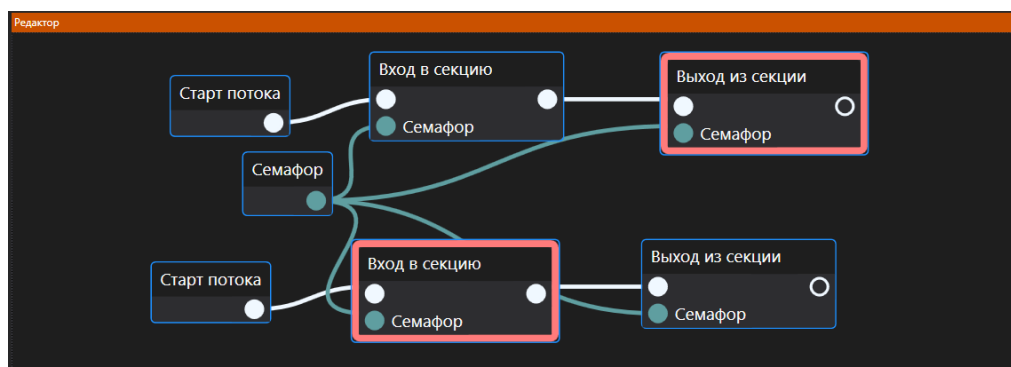 Редактор
Вход в секцию
Выход из секции
Старт потока
Семафор
Семафор
Семафор
Вход в секцию
Выход из секции
Старт потока
Семафор
Семафор